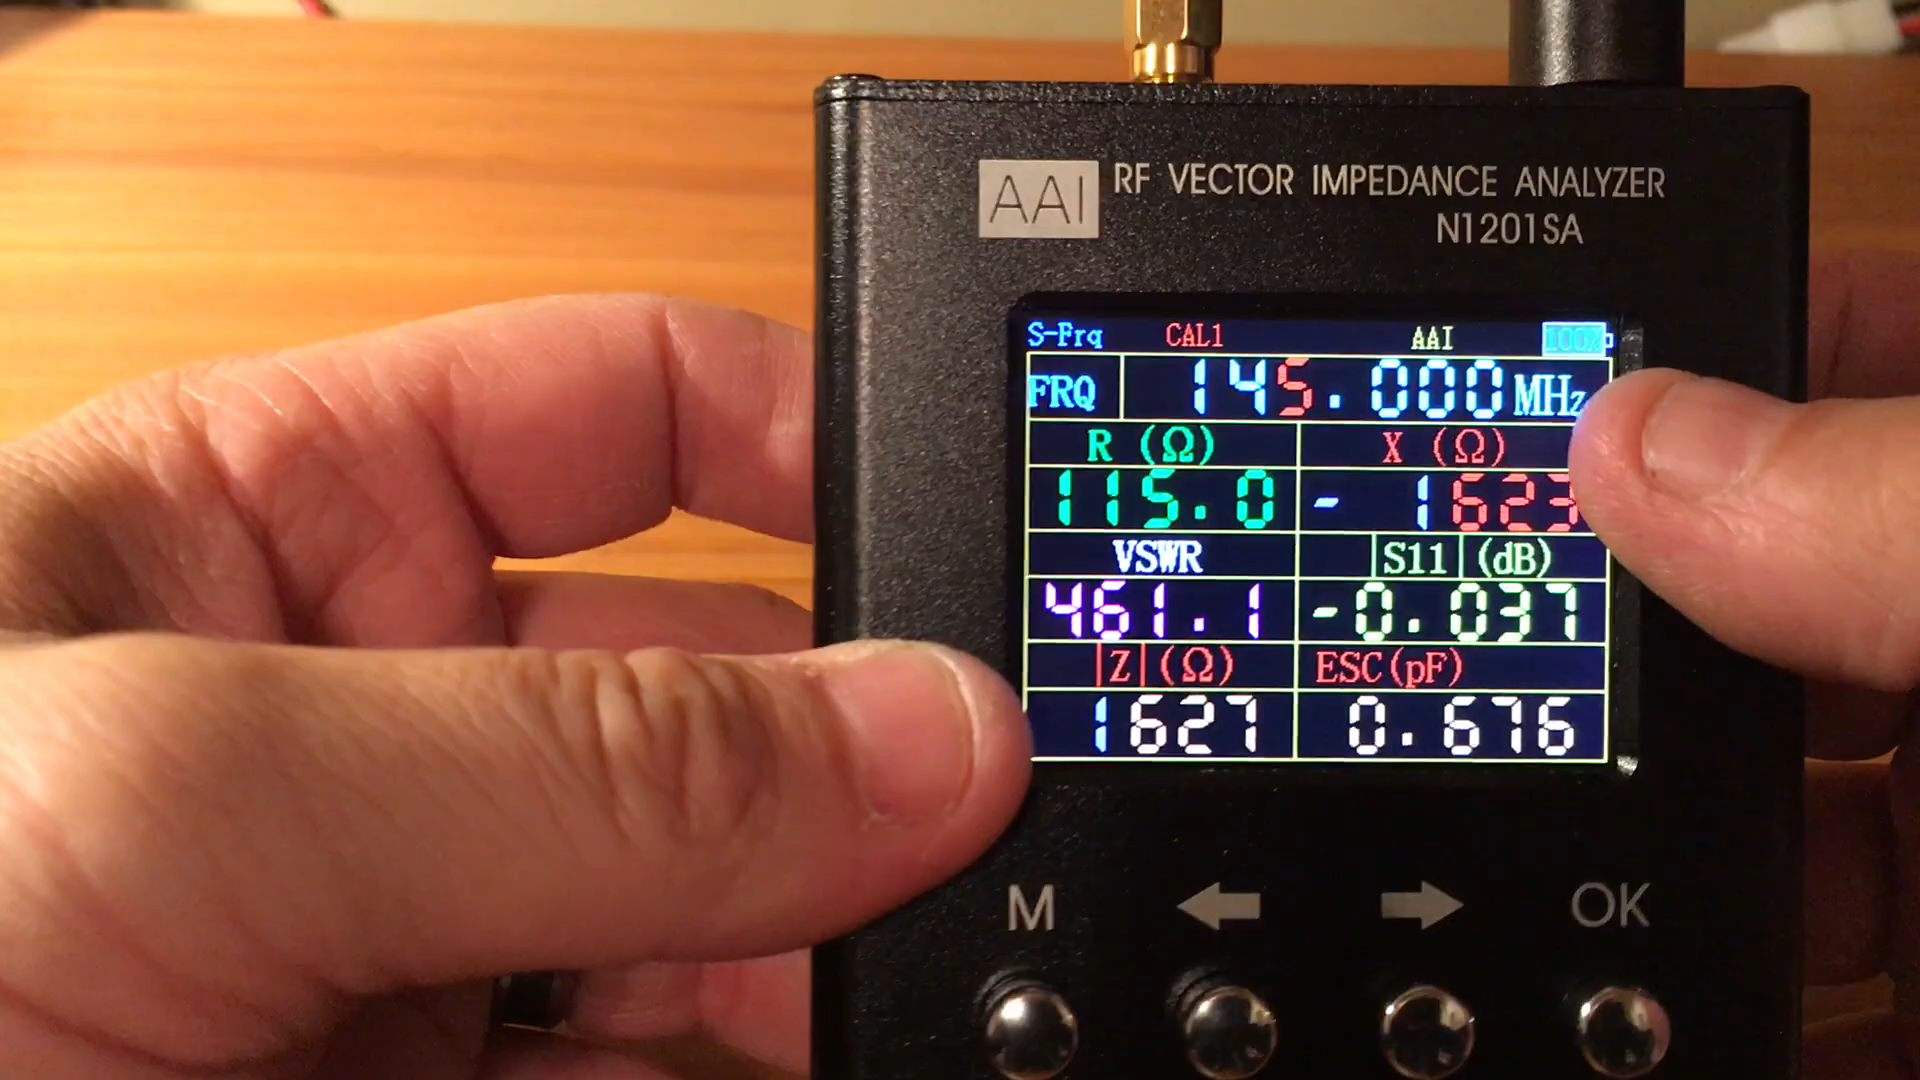 AAI RF VECTOR IMPEDANCE ANALYZER
N1201SA
S-Frq CAL1 AAI 100%
FRQ 145.000 MHz
R (Ω) X (Ω)
115.0 - 1623
VSWR |S11| (dB)
461.1 -0.037
|Z| (Ω) ESC(pF)
1627 0.676
M ← → OK